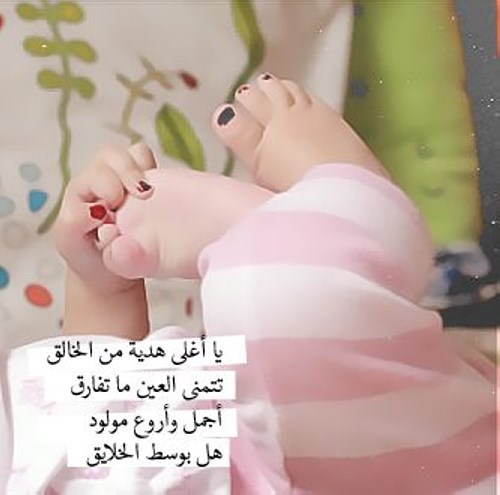 يا أغلى هدية من الخالق
تتمنى العين ما تفارق
أجمل وأروع مولود
هل بوسط الخلايق